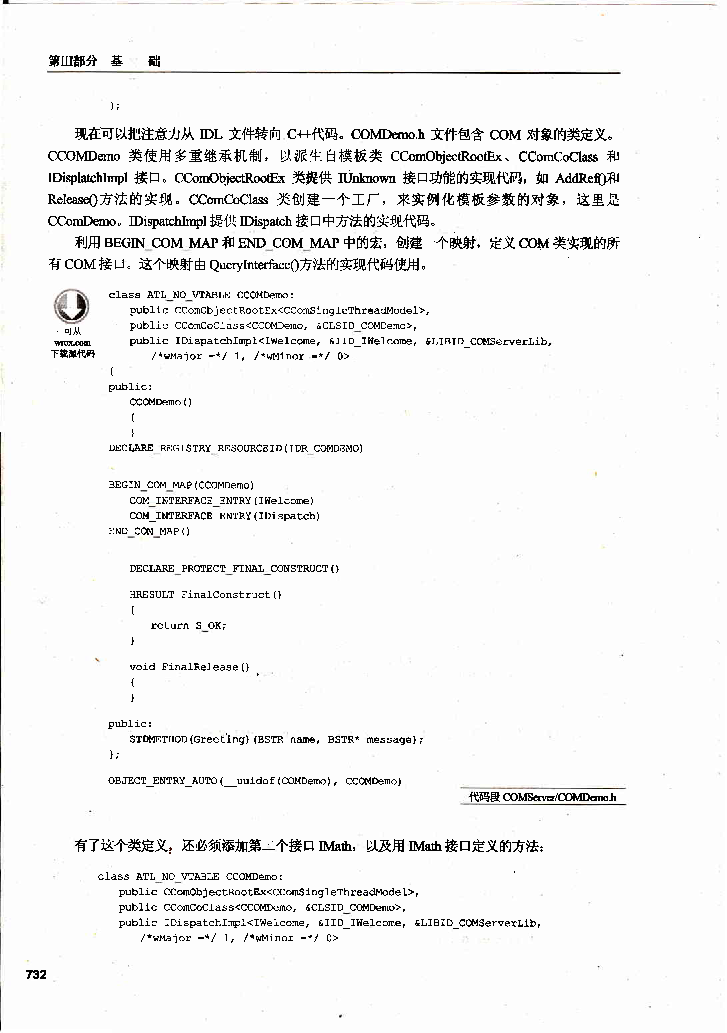 第III部分 基 础
};
现在可以把注意力从 IDL 文件转向 C++代码。COMDemo.h 文件包含 COM 对象的类定义。
CCOMDemo 类使用多重继承机制，以派生自模板类 CComObjectRootEx、CComCoClass 和
IDisplatchImpl 接口。CComObjectRootEx 类提供 IUnknown 接口功能的实现代码，如 AddRef()和
Release()方法的实现。CComCoClass 类创建一个工厂，来实例化模板参数的对象，这里是
CComDemo。IDispatchImpl 提供 IDispatch 接口中方法的实现代码。
利用 BEGIN_COM_MAP 和 END_COM_MAP 中的宏，创建一个映射，定义 COM 类实现的所
有 COM 接口。这个映射由 QueryInterface()方法的实现代码使用。
可从
wrox.com
下载源代码
class ATL_NO_VTABLE CCOMDemo:
public CComObjectRootEx<CComSingleThreadModel>,
public CComCoClass<CCOMDemo, &CLSID_COMDemo>,
public IDispatchImpl<IWelcome, &IID_IWelcome, &LIBID_COMServerLib,
/*wMajor =*/ 1, /*wMinor =*/ 0>
{
public:
CCOMDemo()
{
}
DECLARE_REGISTRY_RESOURCEID(IDR_COMDEMO)
BEGIN_COM_MAP(CCOMDemo)
COM_INTERFACE_ENTRY(IWelcome)
COM_INTERFACE_ENTRY(IDispatch)
END_COM_MAP()
DECLARE_PROTECT_FINAL_CONSTRUCT()
HRESULT FinalConstruct()
{
return S_OK;
}
void FinalRelease()
{
}
public:
STDMETHOD(Greeting)(BSTR name, BSTR* message);
};
OBJECT_ENTRY_AUTO(__uuidof(COMDemo), CCOMDemo)
代码段 COMServer/COMDemo.h
有了这个类定义，还必须添加第二个接口 IMath，以及用 IMath 接口定义的方法：
class ATL_NO_VTABLE CCOMDemo:
public CComObjectRootEx<CComSingleThreadModel>,
public CComCoClass<CCOMDemo, &CLSID_COMDemo>,
public IDispatchImpl<IWelcome, &IID_IWelcome, &LIBID_COMServerLib,
/*wMajor =*/ 1, /*wMinor =*/ 0>
732